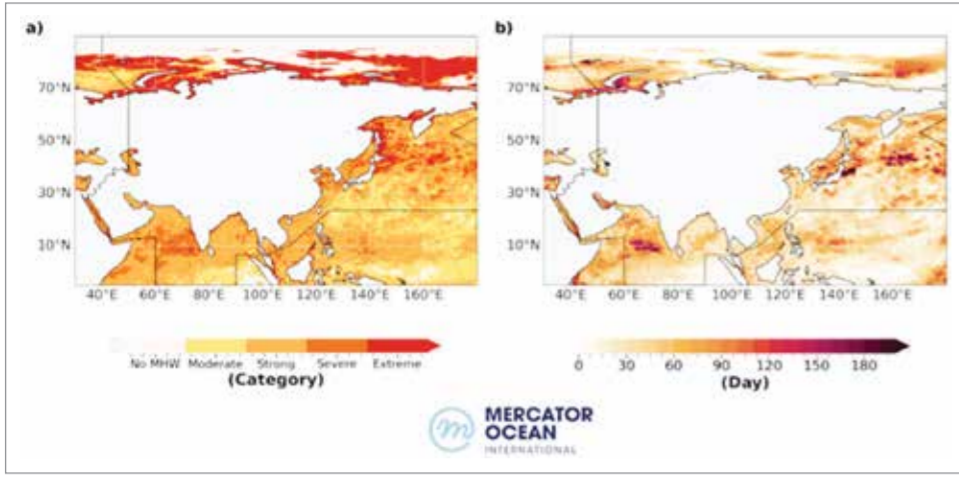 a)
b)
70°N
50°N
30°N
10°N
40°E 60°E 80°E 100°E 120°E 140°E 160°E
70°N
50°N
30°N
10°N
40°E 60°E 80°E 100°E 120°E 140°E 160°E
No MHW Moderate Strong Severe Extreme
(Category)
0 30 60 90 120 150 180
(Day)
MERCATOR
OCEAN
INTERNATIONAL